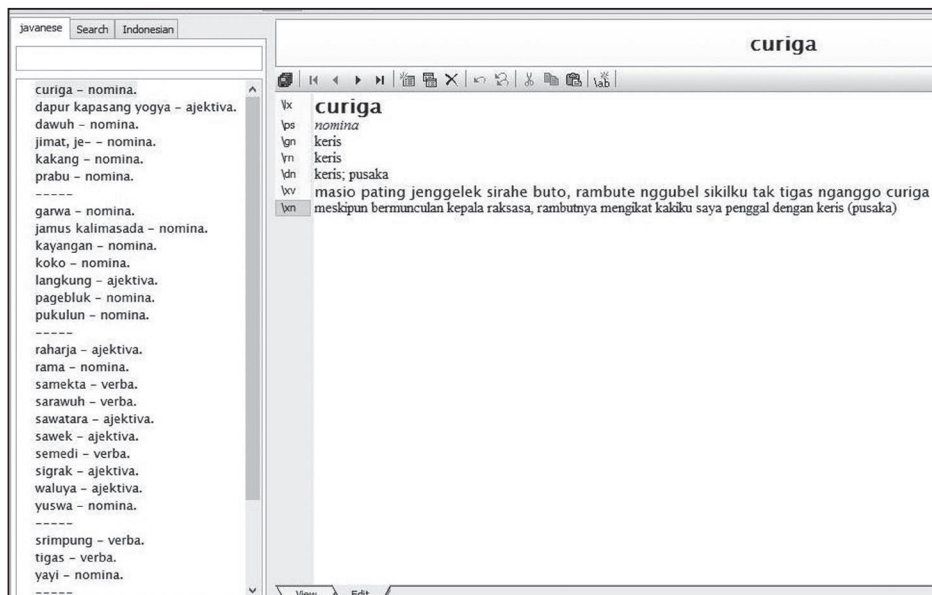 javanese Search Indonesian
curiga – nomina.
dapur kapasang yogya – ajektiva.
dawuh – nomina.
jimat, je- – nomina.
kakang – nomina.
prabu – nomina.
-----
garwa – nomina.
jamus kalimasada – nomina.
kayangan – nomina.
koko – nomina.
langkung – ajektiva.
pagebluk – nomina.
pukulun – nomina.
-----
raharja – ajektiva.
rama – nomina.
samekta – verba.
sarawuh – verba.
sawatara – ajektiva.
sawek – ajektiva.
semedi – verba.
sigrak – ajektiva.
waluya – ajektiva.
yuswa – nomina.
-----
srimpung – verba.
tigas – verba.
yayi – nomina.
-----
curiga
\ab
\lx curiga
\ps nomina
\gn keris
\rn keris
\dn keris; pusaka
\xv masio pating jenggelek sirahe buto, rambute nggubel sikilku tak tigas nganggo curiga
\xn meskipun bermunculan kepala raksasa, rambutnya mengikat kakiku saya penggal dengan keris (pusaka)
View Edit